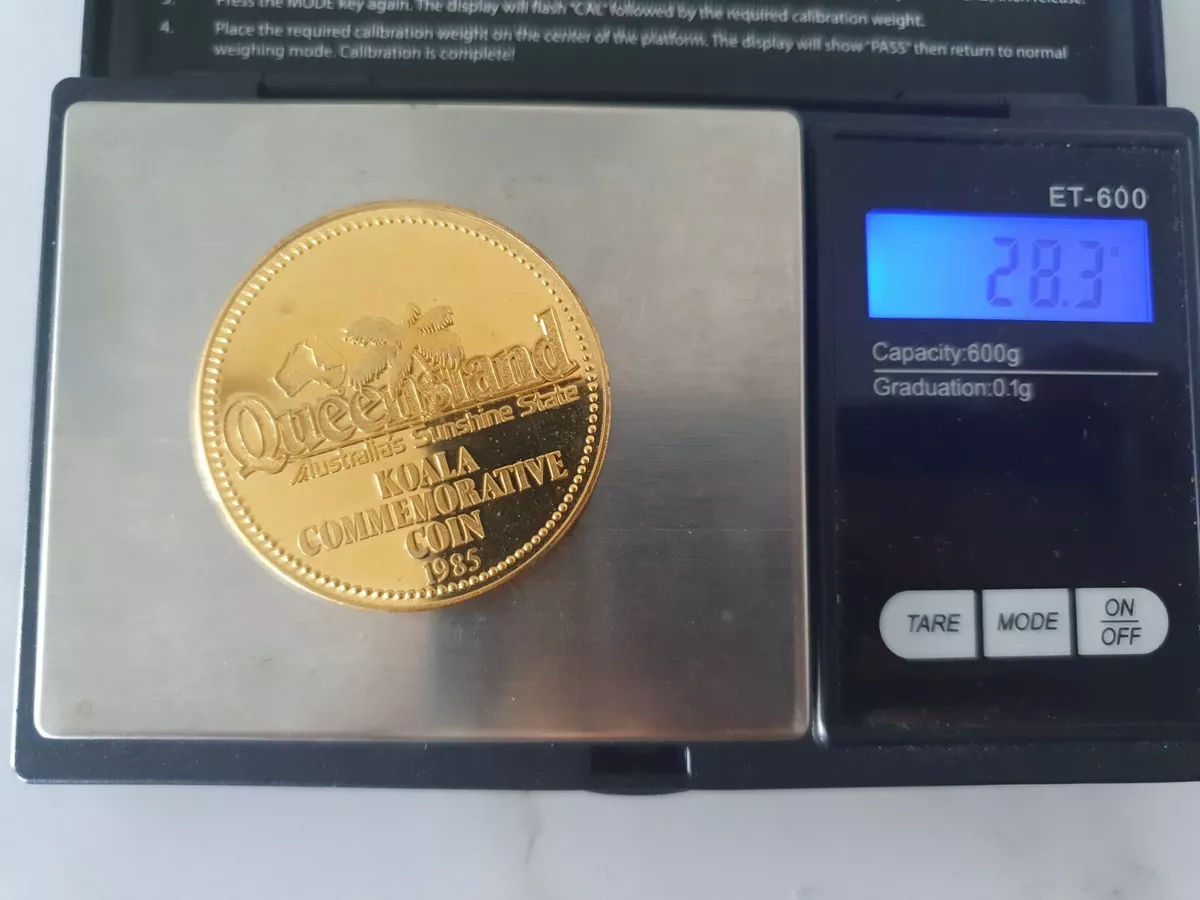 3. Press the MODE key again. The display will flash "CAL" followed by the required calibration weight.
then release.
4. Place the required calibration weight on the center of the platform. The display will show "PASS" then return to normal
weighing mode. Calibration is complete!
ET-600
28.3 g
Capacity:600g
Graduation:0.1g
TARE
MODE
ON
OFF
Queensland
Australia's Sunshine State
KOALA
COMMEMORATIVE
COIN
1985